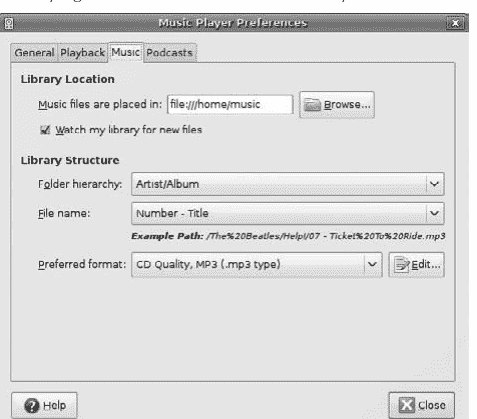 Music Player Preferences
General Playback Music Podcasts
Library Location
Music files are placed in: file:///home/music Browse...
Watch my library for new files
Library Structure
Folder hierarchy: Artist/Album
File name: Number - Title
Example Path: /The%20Beatles/Help!/07 - Ticket%20To%20Ride.mp3
Preferred format: CD Quality, MP3 (.mp3 type) Edit...
Help Close